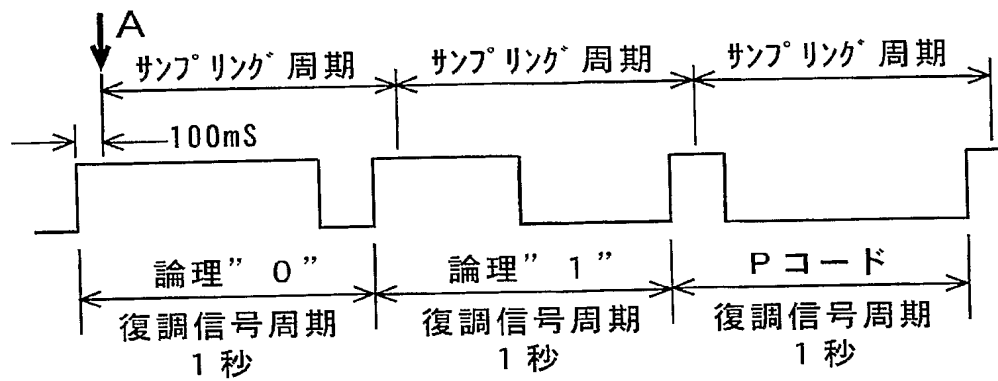 A
サンプリング周期 サンプリング周期 サンプリング周期
100mS
論理”0” 論理”1” Pコード
復調信号周期 復調信号周期 復調信号周期
1秒 1秒 1秒